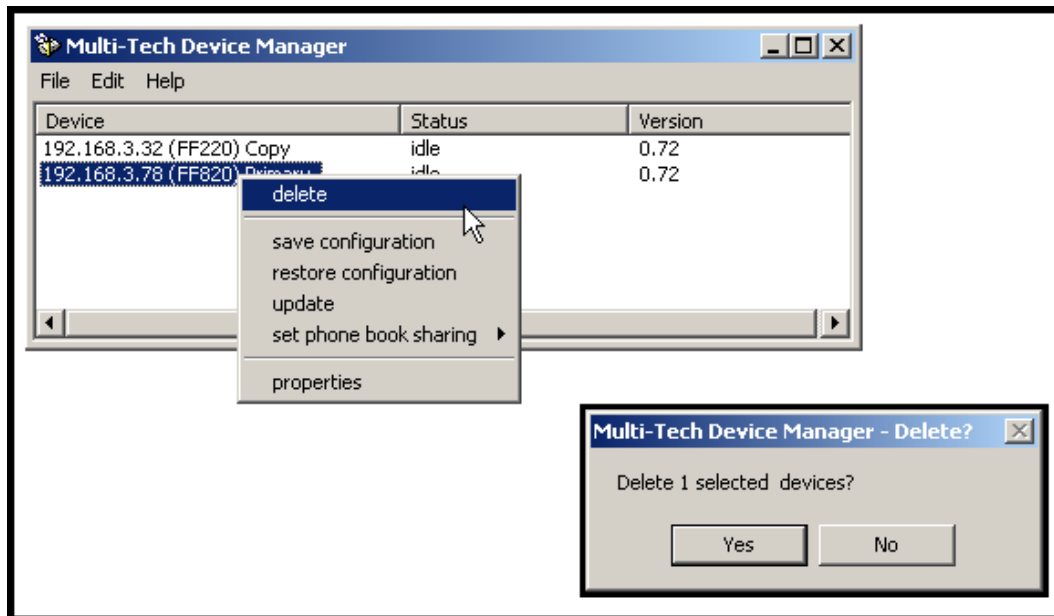 Multi-Tech Device Manager
File Edit Help
Device Status Version
192.168.3.32 (FF220) Copy idle 0.72
192.168.3.78 (FF820) Primary idle 0.72
delete
save configuration
restore configuration
update
set phone book sharing
properties
Multi-Tech Device Manager - Delete?
Delete 1 selected  devices?
Yes No